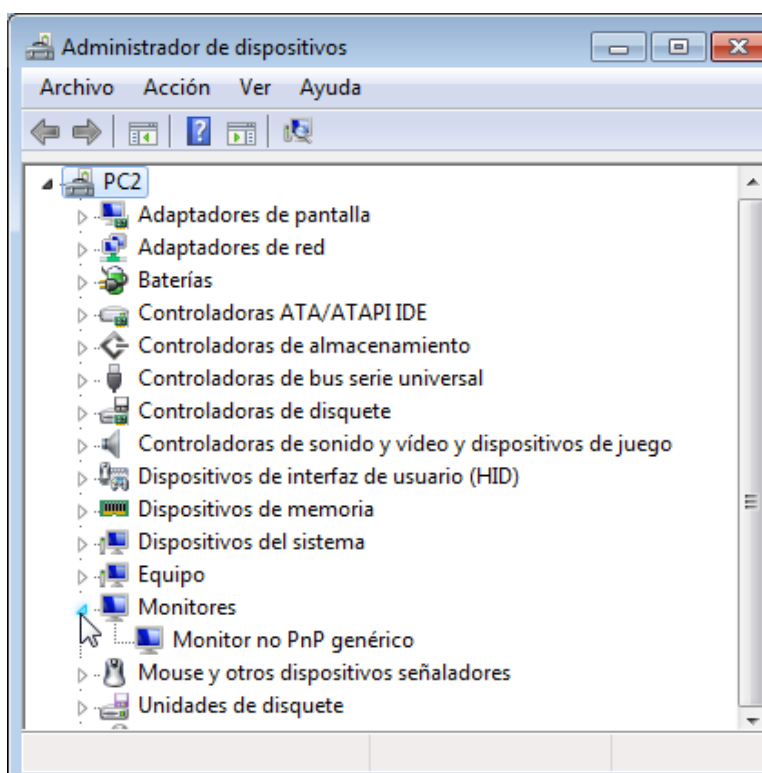 Administrador de dispositivos
Archivo Acción Ver Ayuda
PC2
Adaptadores de pantalla
Adaptadores de red
Baterías
Controladoras ATA/ATAPI IDE
Controladoras de almacenamiento
Controladoras de bus serie universal
Controladoras de disquete
Controladoras de sonido y vídeo y dispositivos de juego
Dispositivos de interfaz de usuario (HID)
Dispositivos de memoria
Dispositivos del sistema
Equipo
Monitores
Monitor no PnP genérico
Mouse y otros dispositivos señaladores
Unidades de disquete